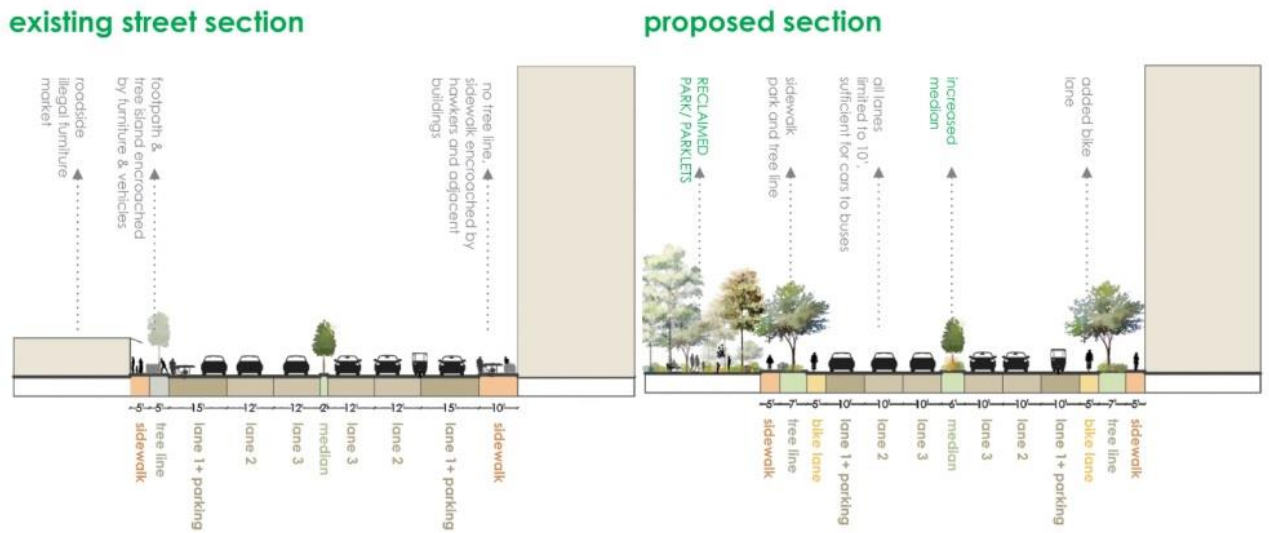 existing street section
roadside
illegal furniture
market
footpath &
tree island encroached
by furniture & vehicles
no tree line,
sidewalk encroached by
hawkers and adjacent
buildings
5'
5'
15'
12'
12'
2'
12'
12'
15'
10'
sidewalk
tree line
lane 1+ parking
lane 2
lane 3
median
lane 3
lane 2
lane 1+ parking
sidewalk
proposed section
RECLAIMED
PARK/ PARKLETS
sidewalk
park and tree line
all lanes
limited to 10',
sufficient for cars to buses
increased
median
added bike
lane
5'
7'
5'
10'
10'
10'
6'
10'
10'
10'
5'
7'
5'
sidewalk
tree line
bike lane
lane 1+ parking
lane 2
lane 3
median
lane 3
lane 2
lane 1+ parking
bike lane
tree line
sidewalk